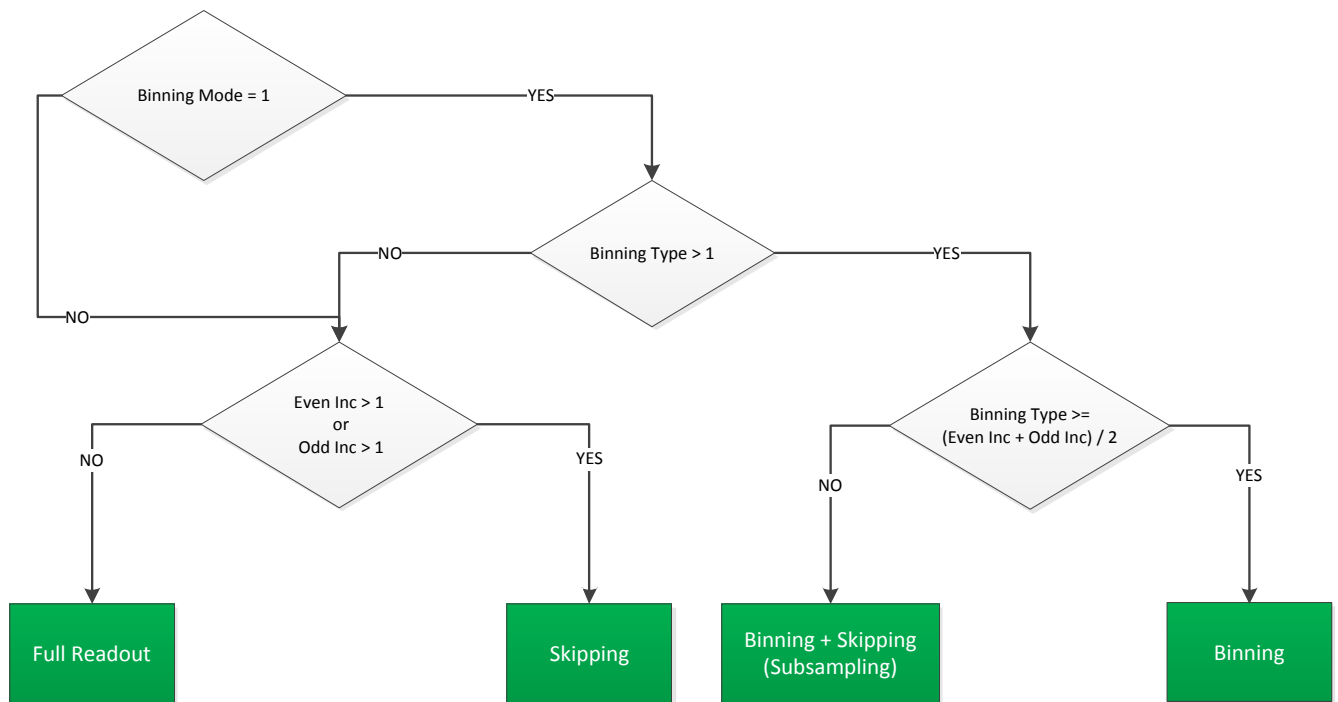 Binning Mode = 1
YES
Binning Type > 1
NO
YES
NO
Even Inc > 1
or
Odd Inc > 1
Binning Type >=
(Even Inc + Odd Inc) / 2
NO
YES
NO
YES
Full Readout
Skipping
Binning + Skipping
(Subsampling)
Binning